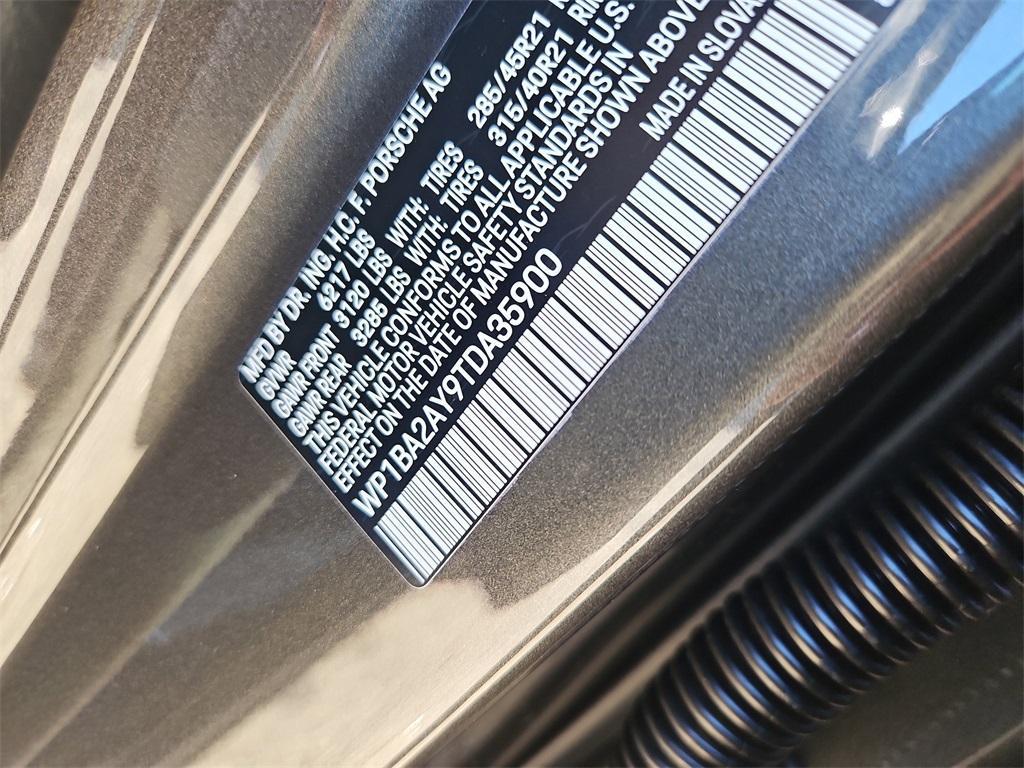 MFD BY DR. ING. H.C. F. PORSCHE AG
GVWR 6217 LBS
GAWR FRONT 3120 LBS WITH: TIRES 285/45R21
GAWR REAR 3285 LBS WITH: TIRES 315/40R21
THIS VEHICLE CONFORMS TO ALL APPLICABLE U.S.
FEDERAL MOTOR VEHICLE SAFETY STANDARDS IN
EFFECT ON THE DATE OF MANUFACTURE SHOWN ABOVE
MADE IN
WP1BA2AY9TDA35900